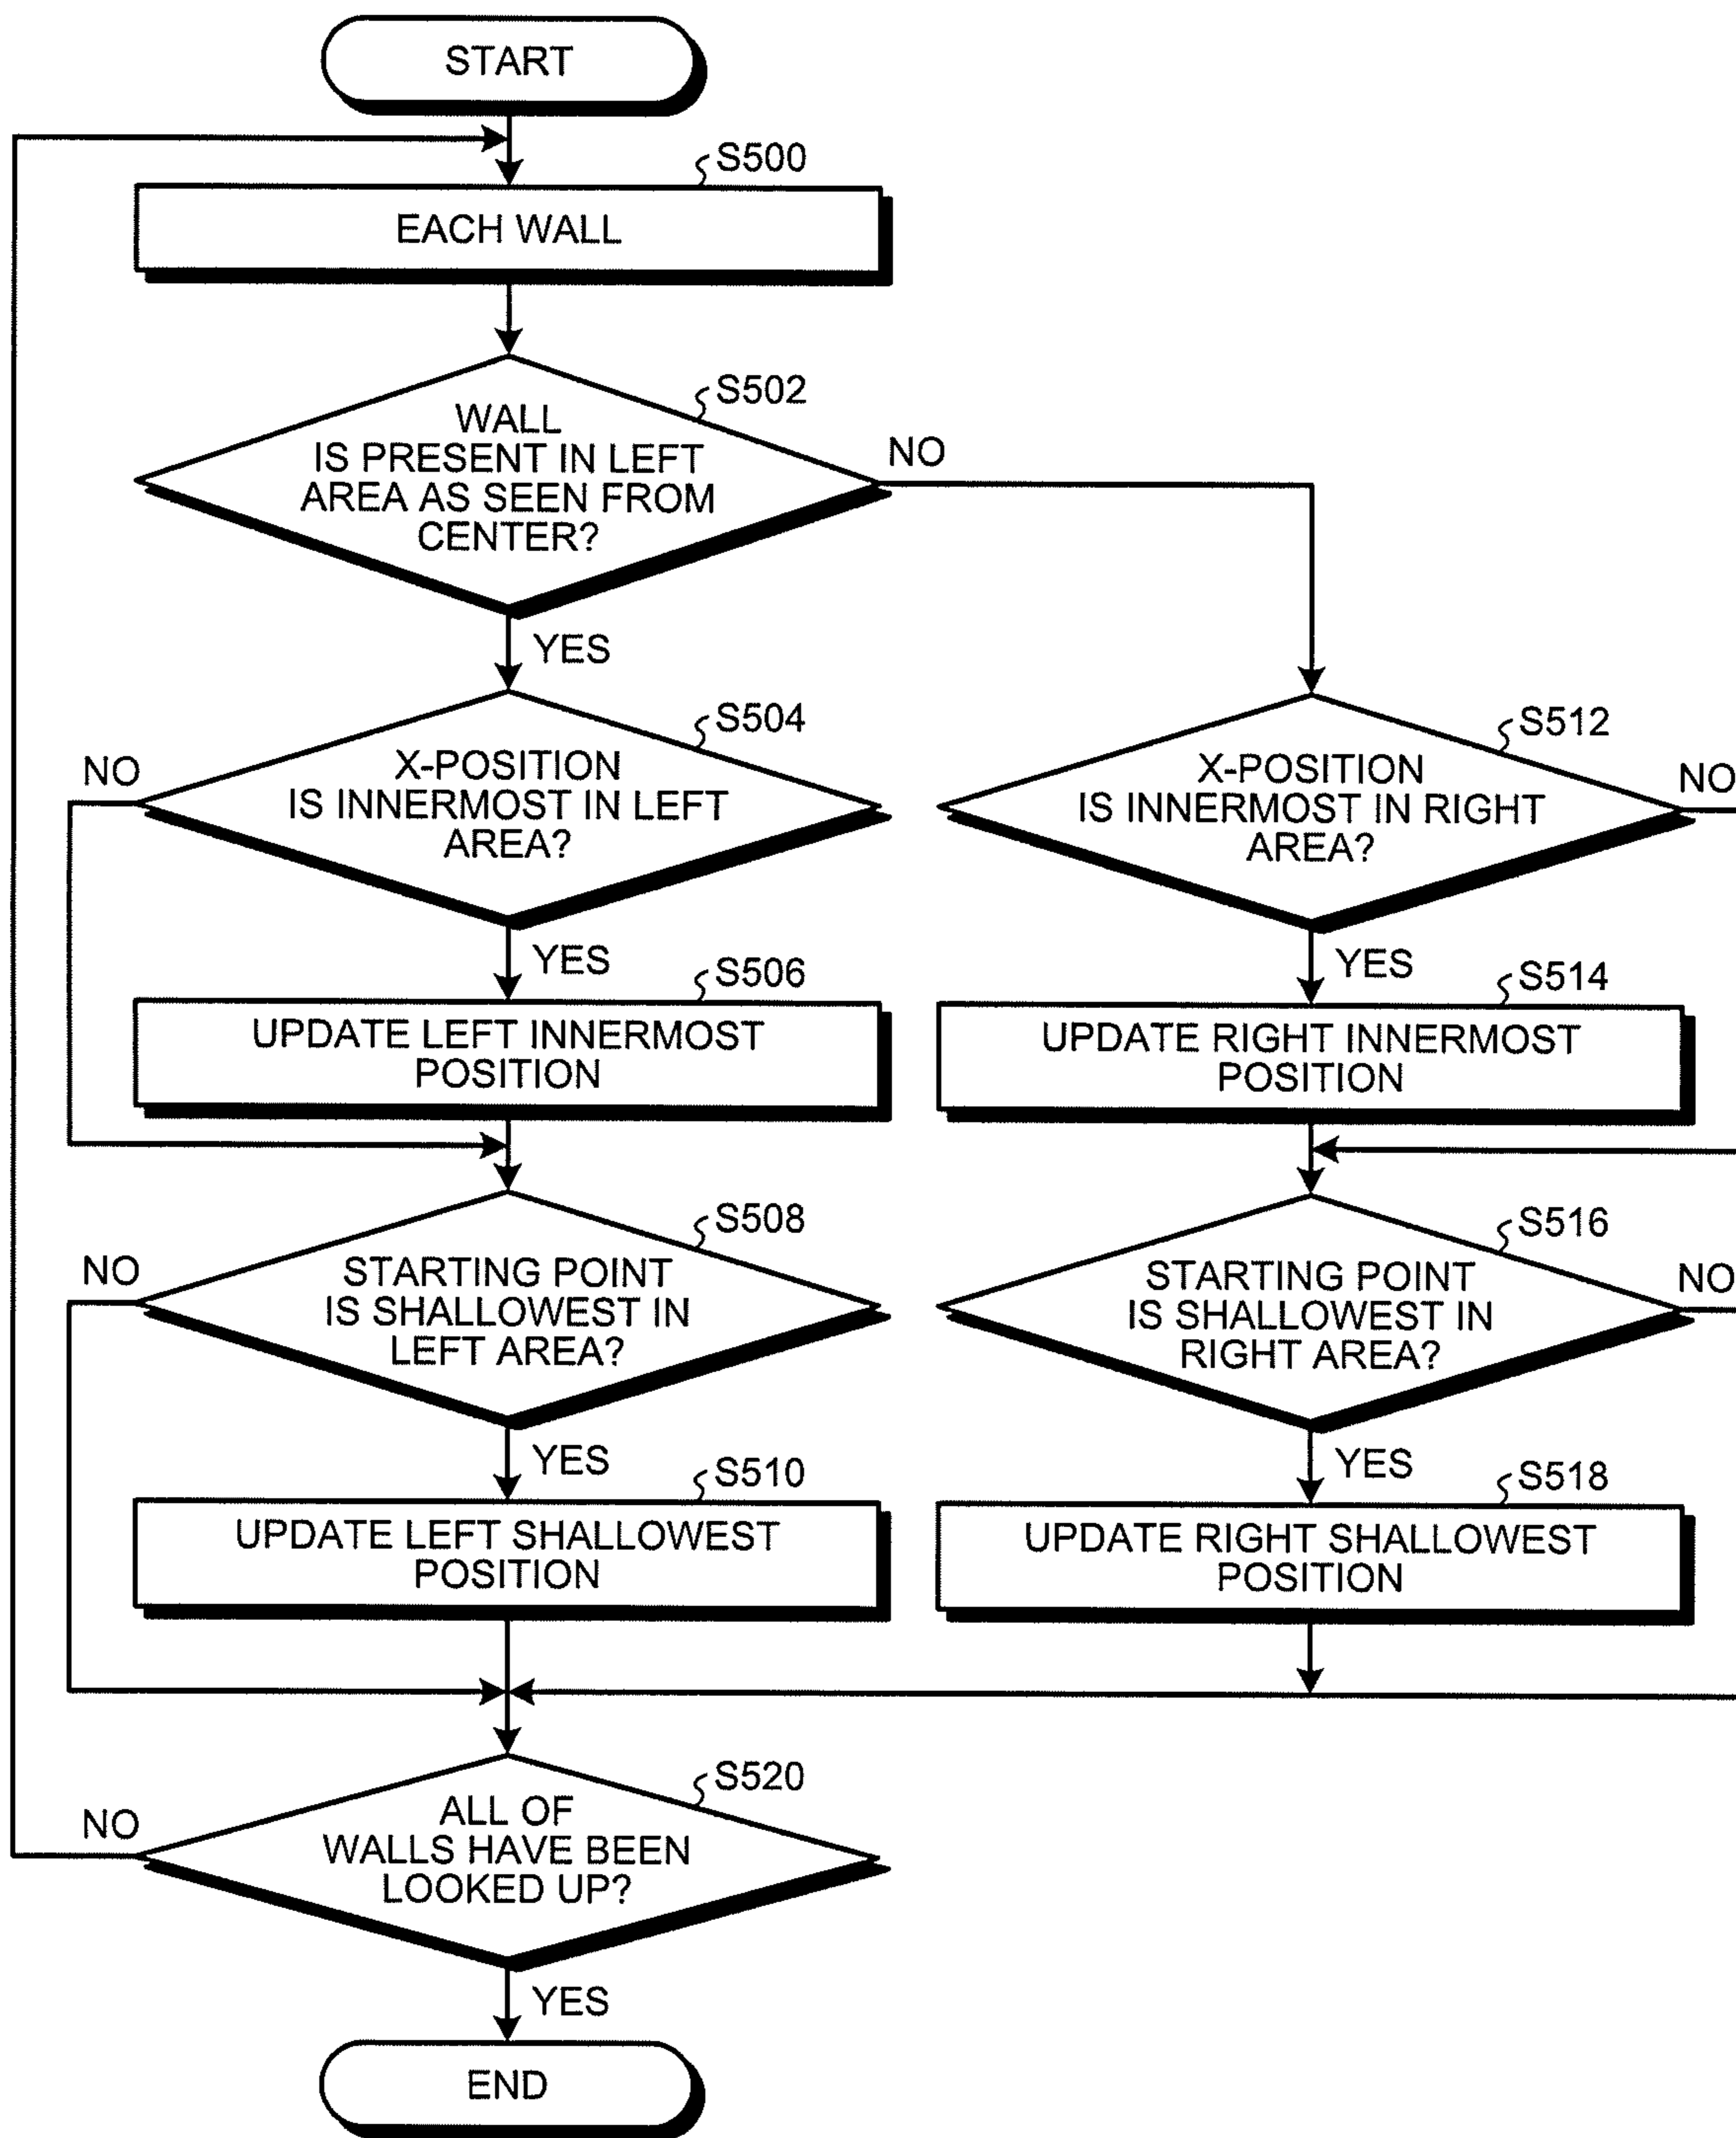 START
S500
EACH WALL
S502
WALL
IS PRESENT IN LEFT
AREA AS SEEN FROM
CENTER?
NO
YES
S504
X-POSITION
IS INNERMOST IN LEFT
AREA?
NO
YES
S506
UPDATE LEFT INNERMOST
POSITION
S508
STARTING POINT
IS SHALLOWEST IN
LEFT AREA?
NO
YES
S510
UPDATE LEFT SHALLOWEST
POSITION
S512
X-POSITION
IS INNERMOST IN RIGHT
AREA?
NO
YES
S514
UPDATE RIGHT INNERMOST
POSITION
S516
STARTING POINT
IS SHALLOWEST IN
RIGHT AREA?
NO
YES
S518
UPDATE RIGHT SHALLOWEST
POSITION
S520
ALL OF
WALLS HAVE BEEN
LOOKED UP?
NO
YES
END